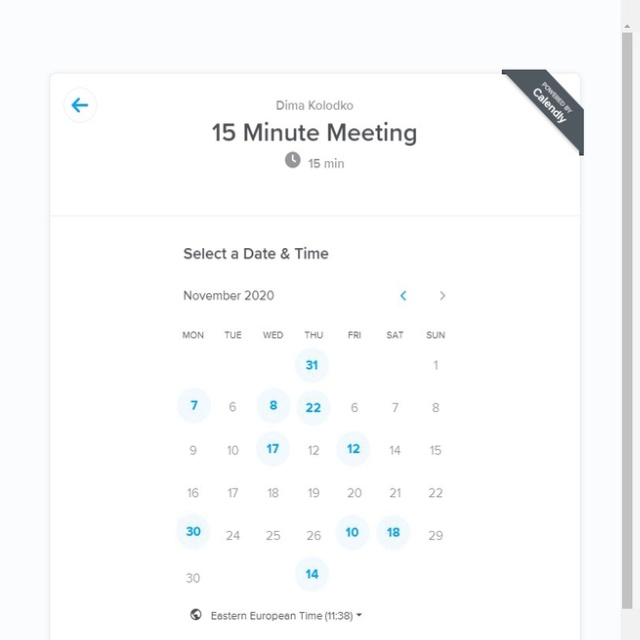 POWERED BY
Calendly
Dima Kolodko
15 Minute Meeting
15 min
Select a Date & Time
November 2020
MON TUE WED THU FRI SAT SUN
31 1
7 6 8 22 6 7 8
9 10 17 12 12 14 15
16 17 18 19 20 21 22
30 24 25 26 10 18 29
30 14
Eastern European Time (11:38)